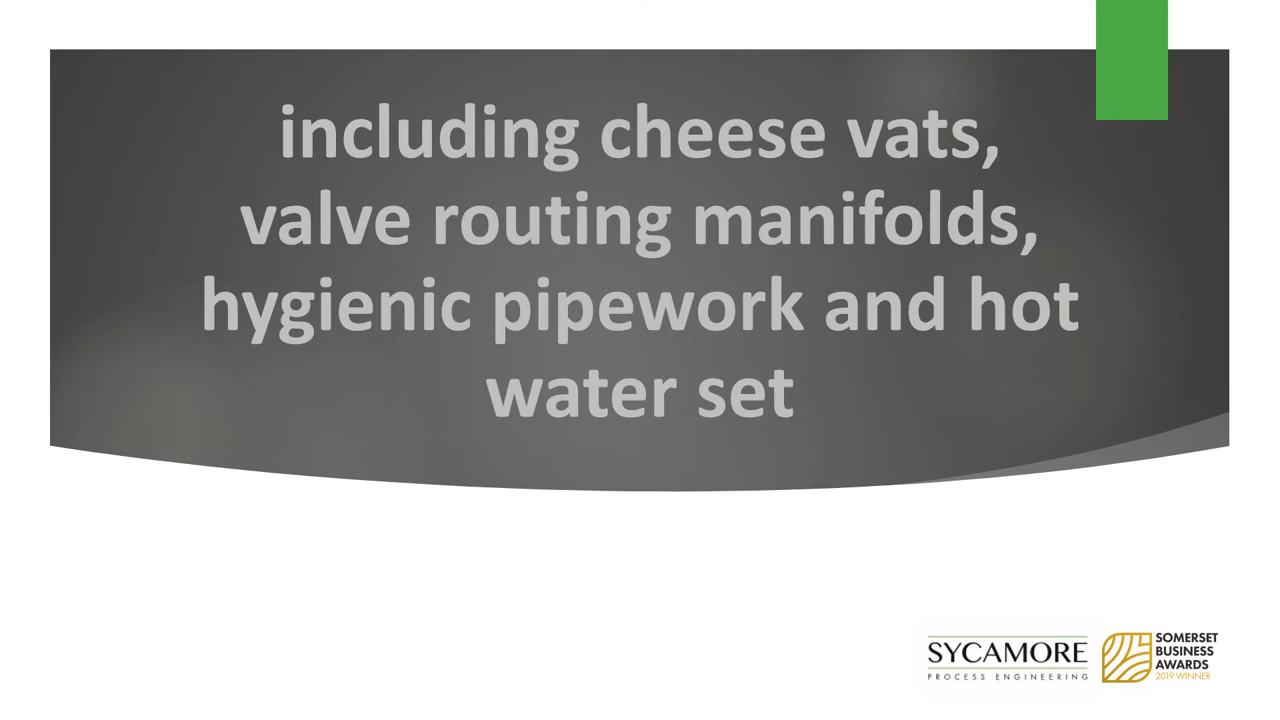 including cheese vats,
valve routing manifolds,
hygienic pipework and hot
water set
SYCAMORE
PROCESS ENGINEERING
SOMERSET
BUSINESS
AWARDS
2019 WINNER